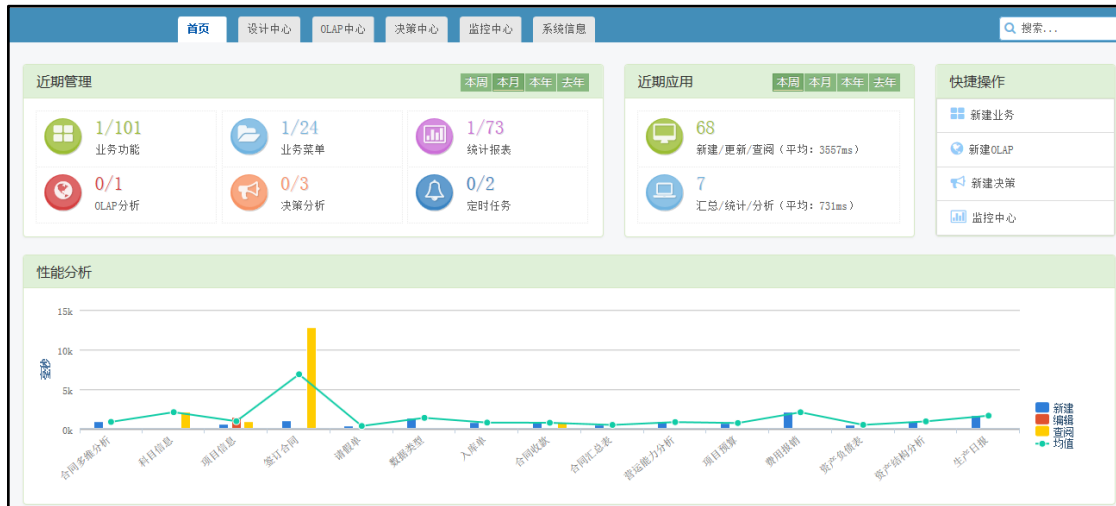 首页 设计中心 OLAP中心 决策中心 监控中心 系统信息 搜索...
近期管理 本周 本月 本年 去年
1/101
业务功能
1/24
业务菜单
1/73
统计报表
0/1
OLAP分析
0/3
决策分析
0/2
定时任务
近期应用 本周 本月 本年 去年
68
新建/更新/查阅（平均: 3557ms）
7
汇总/统计/分析（平均: 731ms）
快捷操作
新建业务
新建OLAP
新建决策
监控中心
性能分析
毫秒
15k
10k
5k
0k
合同多维分析 科目信息 项目信息 签订合同 请假单 数据类型 入库单 合同收款 合同汇总表 营运能力分析 项目预算 费用报销 资产负债表 资产结构分析 生产日报
新建
编辑
查阅
均值